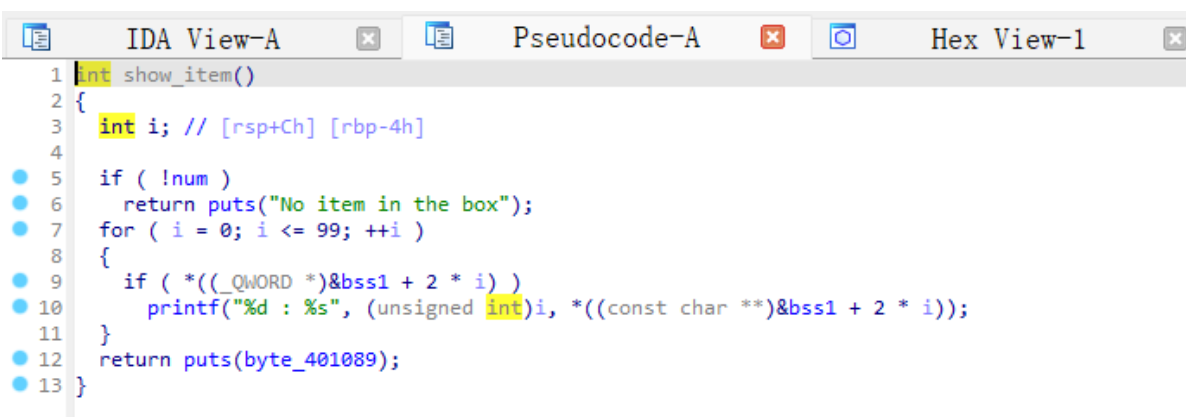 IDA View-A Pseudocode-A Hex View-1
1 int show_item()
2 {
3 int i; // [rsp+Ch] [rbp-4h]
4
5 if ( !num )
6 return puts("No item in the box");
7 for ( i = 0; i <= 99; ++i )
8 {
9 if ( *((_QWORD *)&bss1 + 2 * i) )
10 printf("%d : %s", (unsigned int)i, *((const char **)&bss1 + 2 * i));
11 }
12 return puts(byte_401089);
13 }